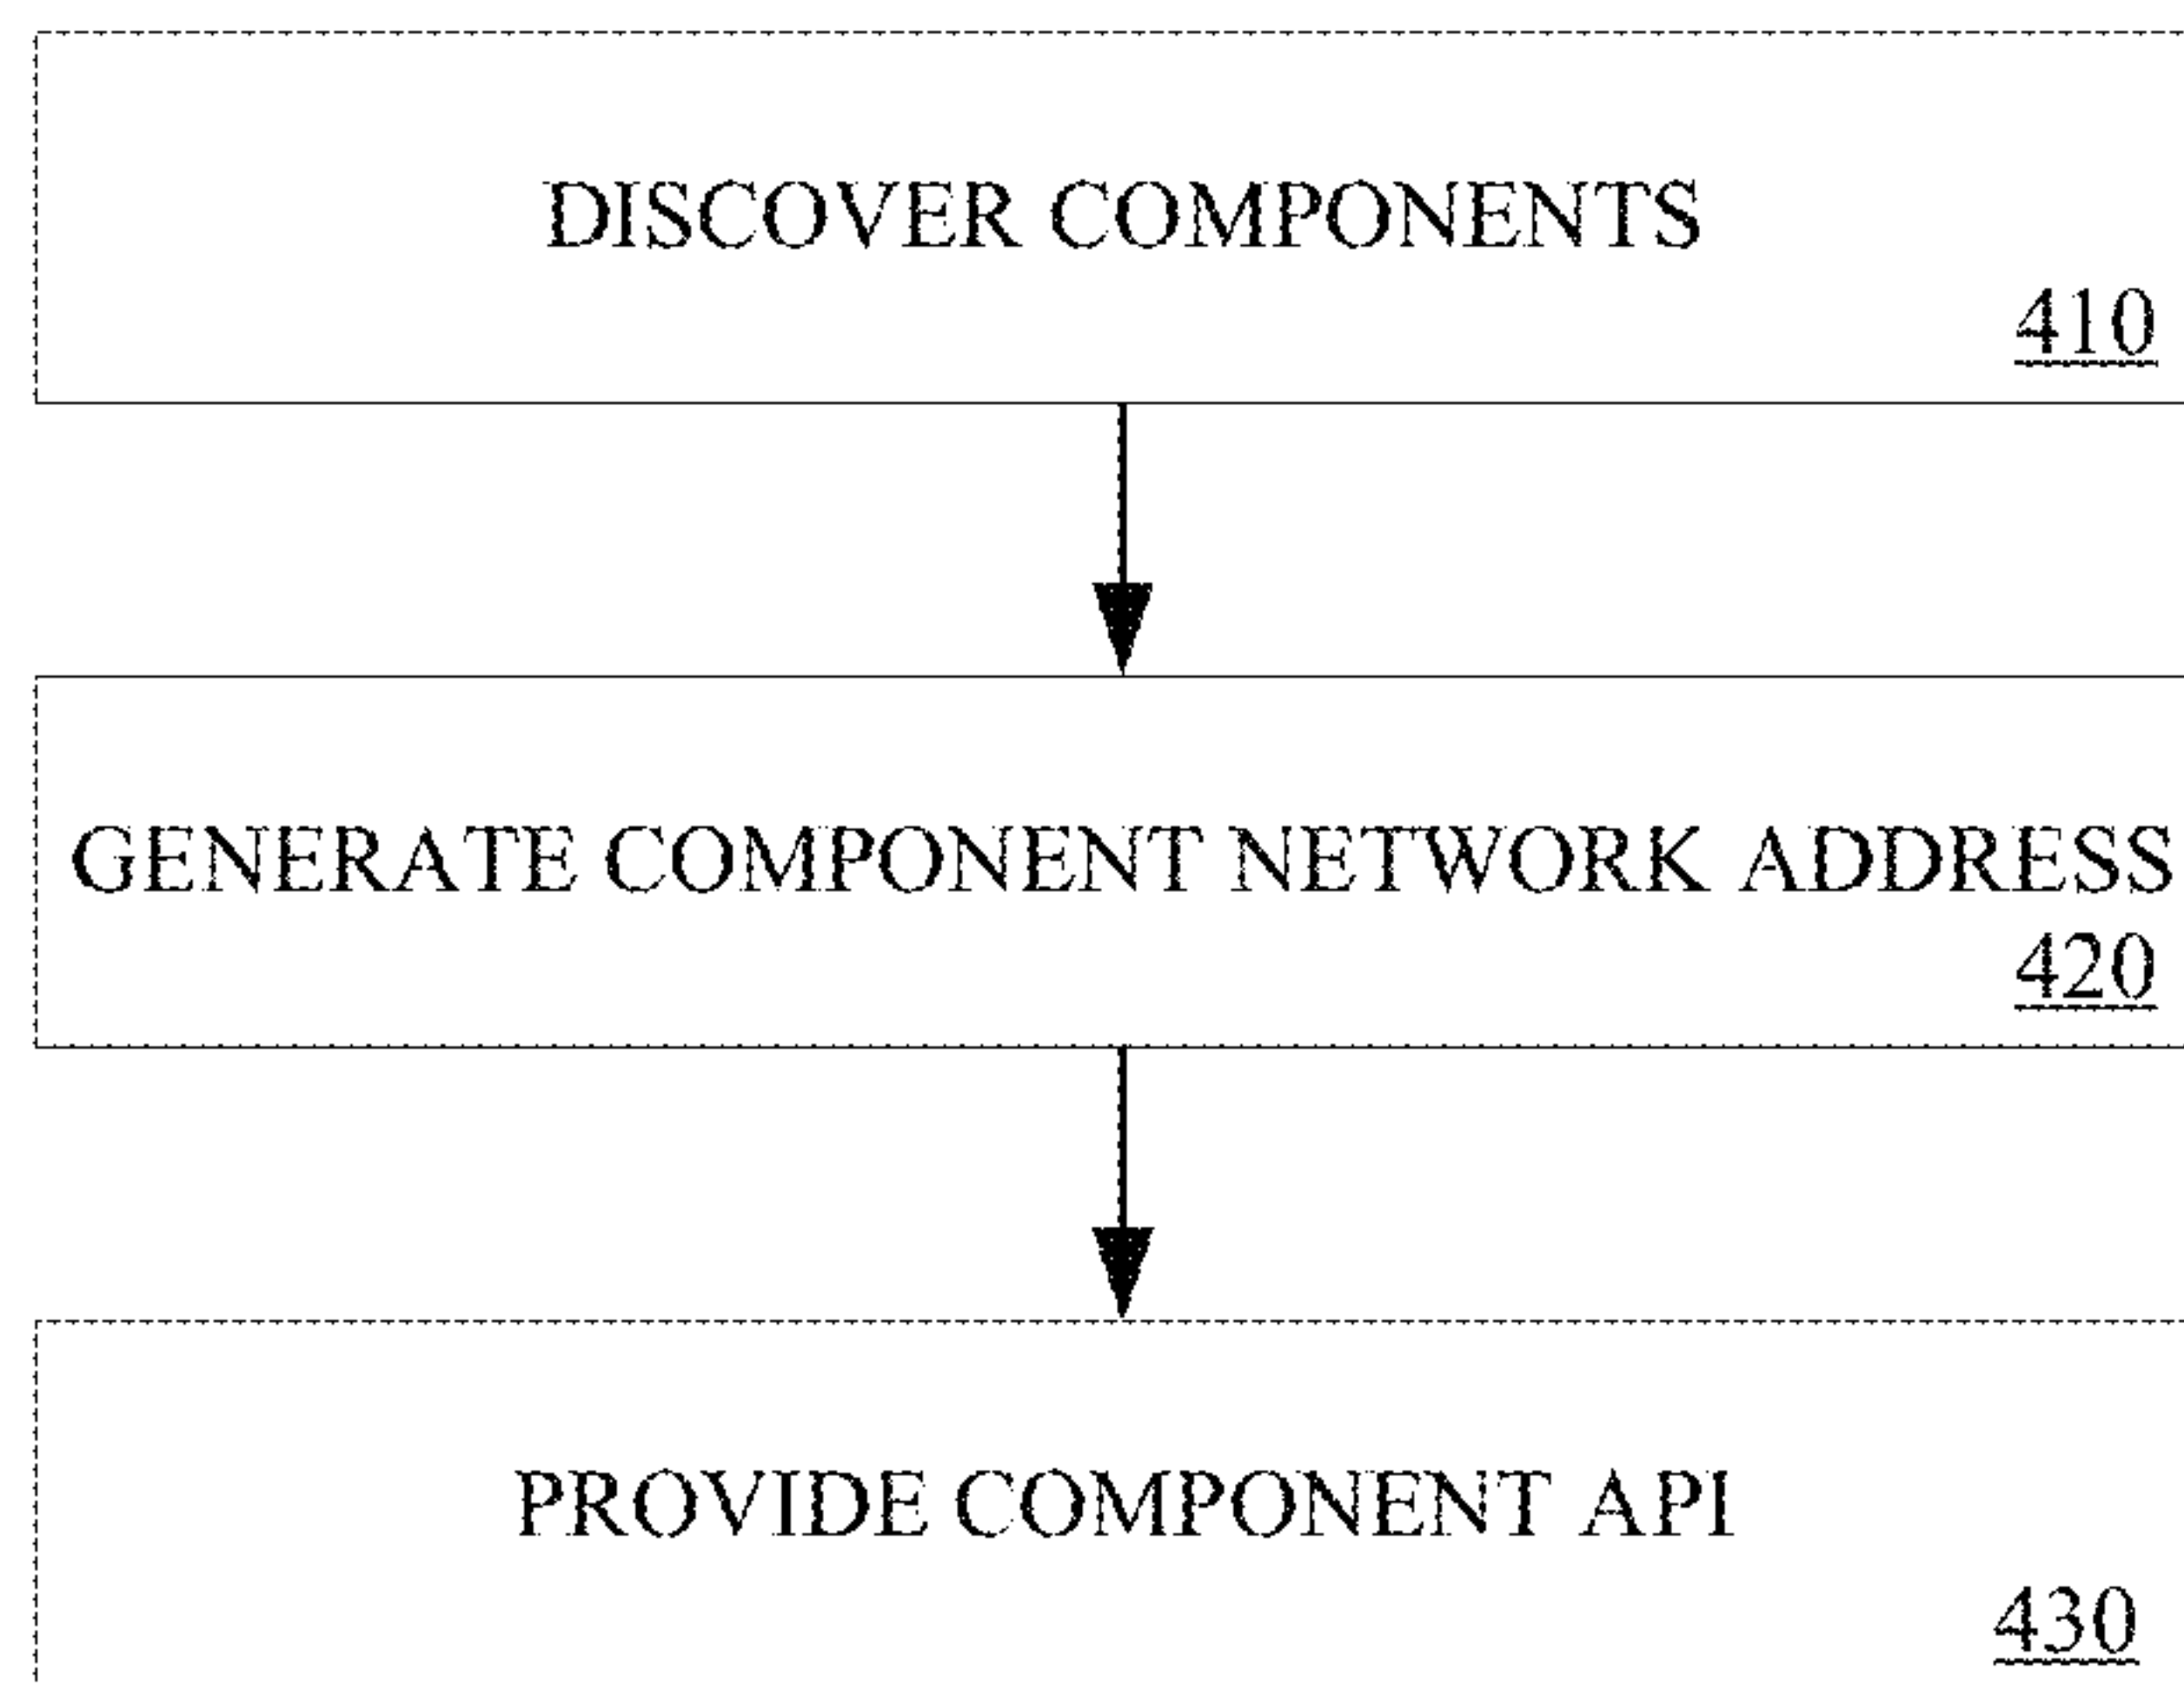 DISCOVER COMPONENTS
410
GENERATE COMPONENT NETWORK ADDRESS
420
PROVIDE COMPONENT API
430